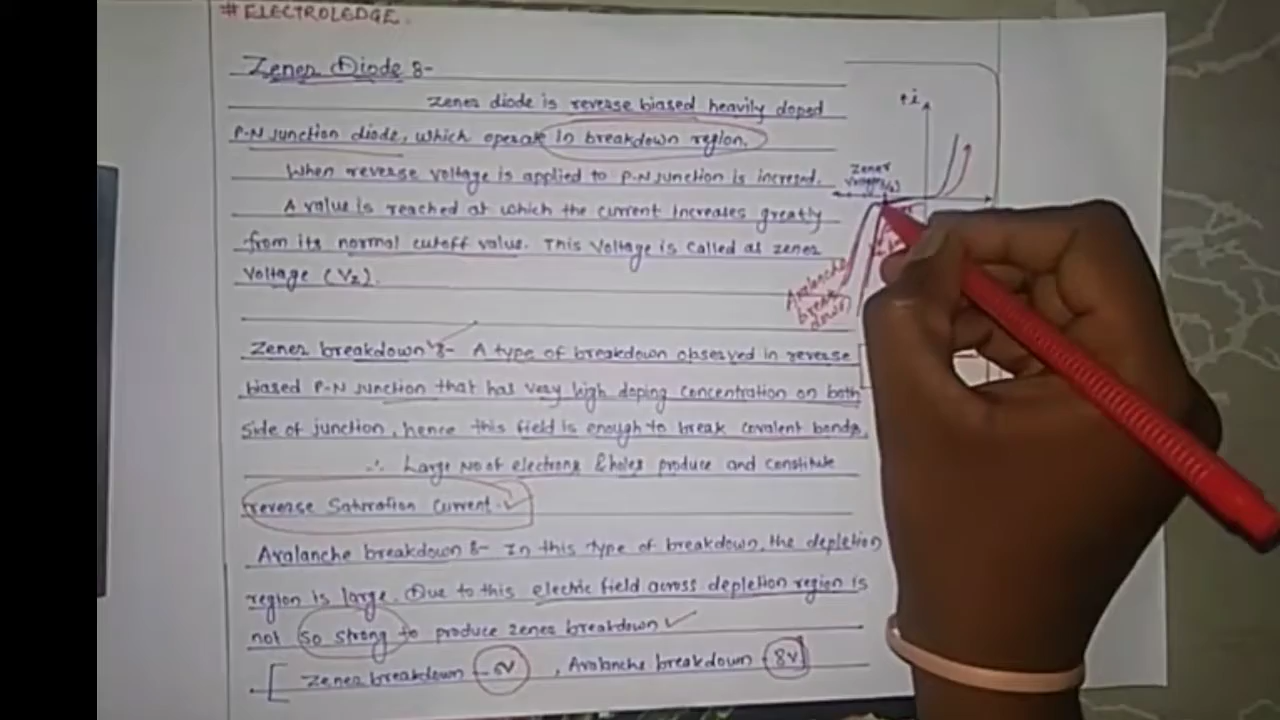 #ELECTROLEDGE.
Zener Diode :-
Zener diode is reverse biased heavily doped
P-N junction diode, which operate in breakdown region.
When reverse voltage is applied to P-N junction is incresed.
A value is reached at which the current increases greatly
from its normal cutoff value. This Voltage is called as zener
Voltage (Vz).
Zener breakdown :- A type of breakdown observed in reverse
biased P-N junction that has very high doping concentration on both
side of junction, hence this field is enough to break covalent bonds,
∴ Large No of electrons & holes produce and constitute
reverse Saturation Current.
Avalanche breakdown :- In this type of breakdown, the depletion
region is large. Due to this electric field across depletion region is
not so strong to produce zener breakdown
[ Zener breakdown - 6V , Avalanche breakdown - 8V ]
+i
Zener
Voltage (Vz)
Avalanche
break
down